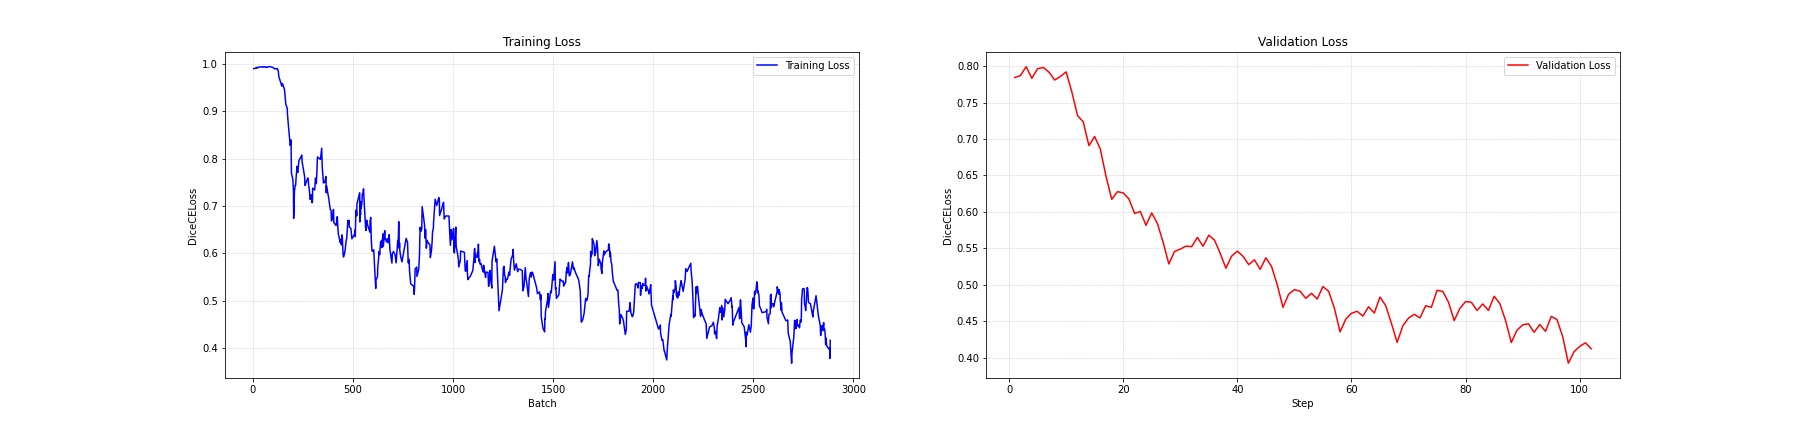 Training Loss
Training Loss
1.0
0.9
0.8
0.7
0.6
0.5
0.4
DiceCELoss
0 500 1000 1500 2000 2500 3000
Batch
Validation Loss
Validation Loss
0.80
0.75
0.70
0.65
0.60
0.55
0.50
0.45
0.40
DiceCELoss
0 20 40 60 80 100
Step